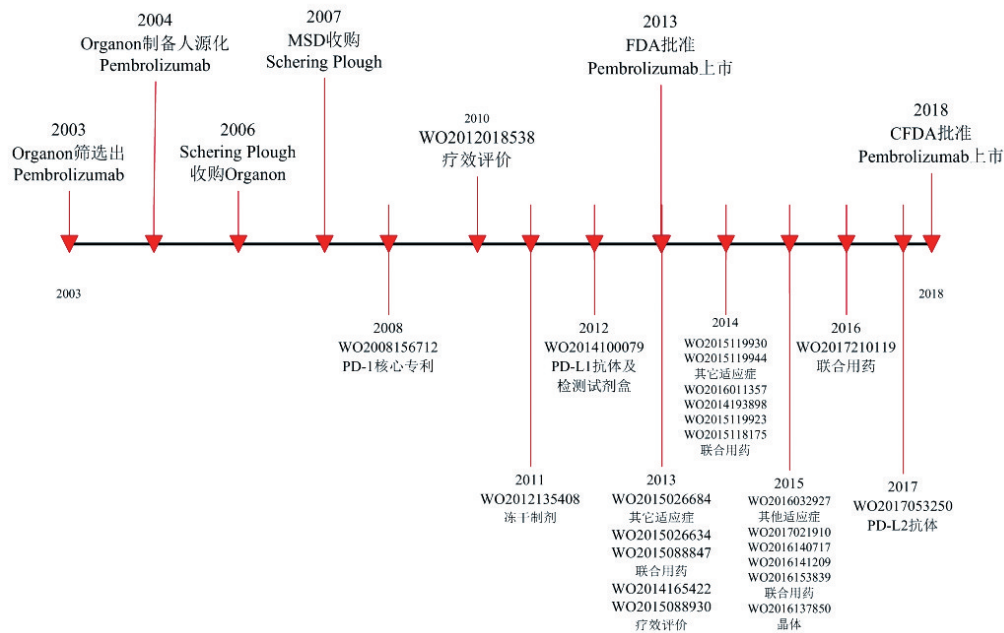 2003
Organon筛选出
Pembrolizumab
2004
Organon制备人源化
Pembrolizumab
2006
Schering Plough
收购Organon
2007
MSD收购
Schering Plough
2010
WO2012018538
疗效评价
2013
FDA批准
Pembrolizumab上市
2018
CFDA批准
Pembrolizumab上市
2003
2018
2008
WO2008156712
PD-1核心专利
2011
WO2012135408
冻干制剂
2012
WO2014100079
PD-L1抗体及
检测试剂盒
2013
WO2015026684
其它适应症
WO2015026634
WO2015088847
联合用药
WO2014165422
WO2015088930
疗效评价
2014
WO2015119930
WO2015119944
其它适应症
WO2016011357
WO2014193898
WO2015119923
WO2015118175
联合用药
2015
WO2016032927
其他适应症
WO2017021910
WO2016140717
WO2016141209
WO2016153839
联合用药
WO2016137850
晶体
2016
WO2017210119
联合用药
2017
WO2017053250
PD-L2抗体